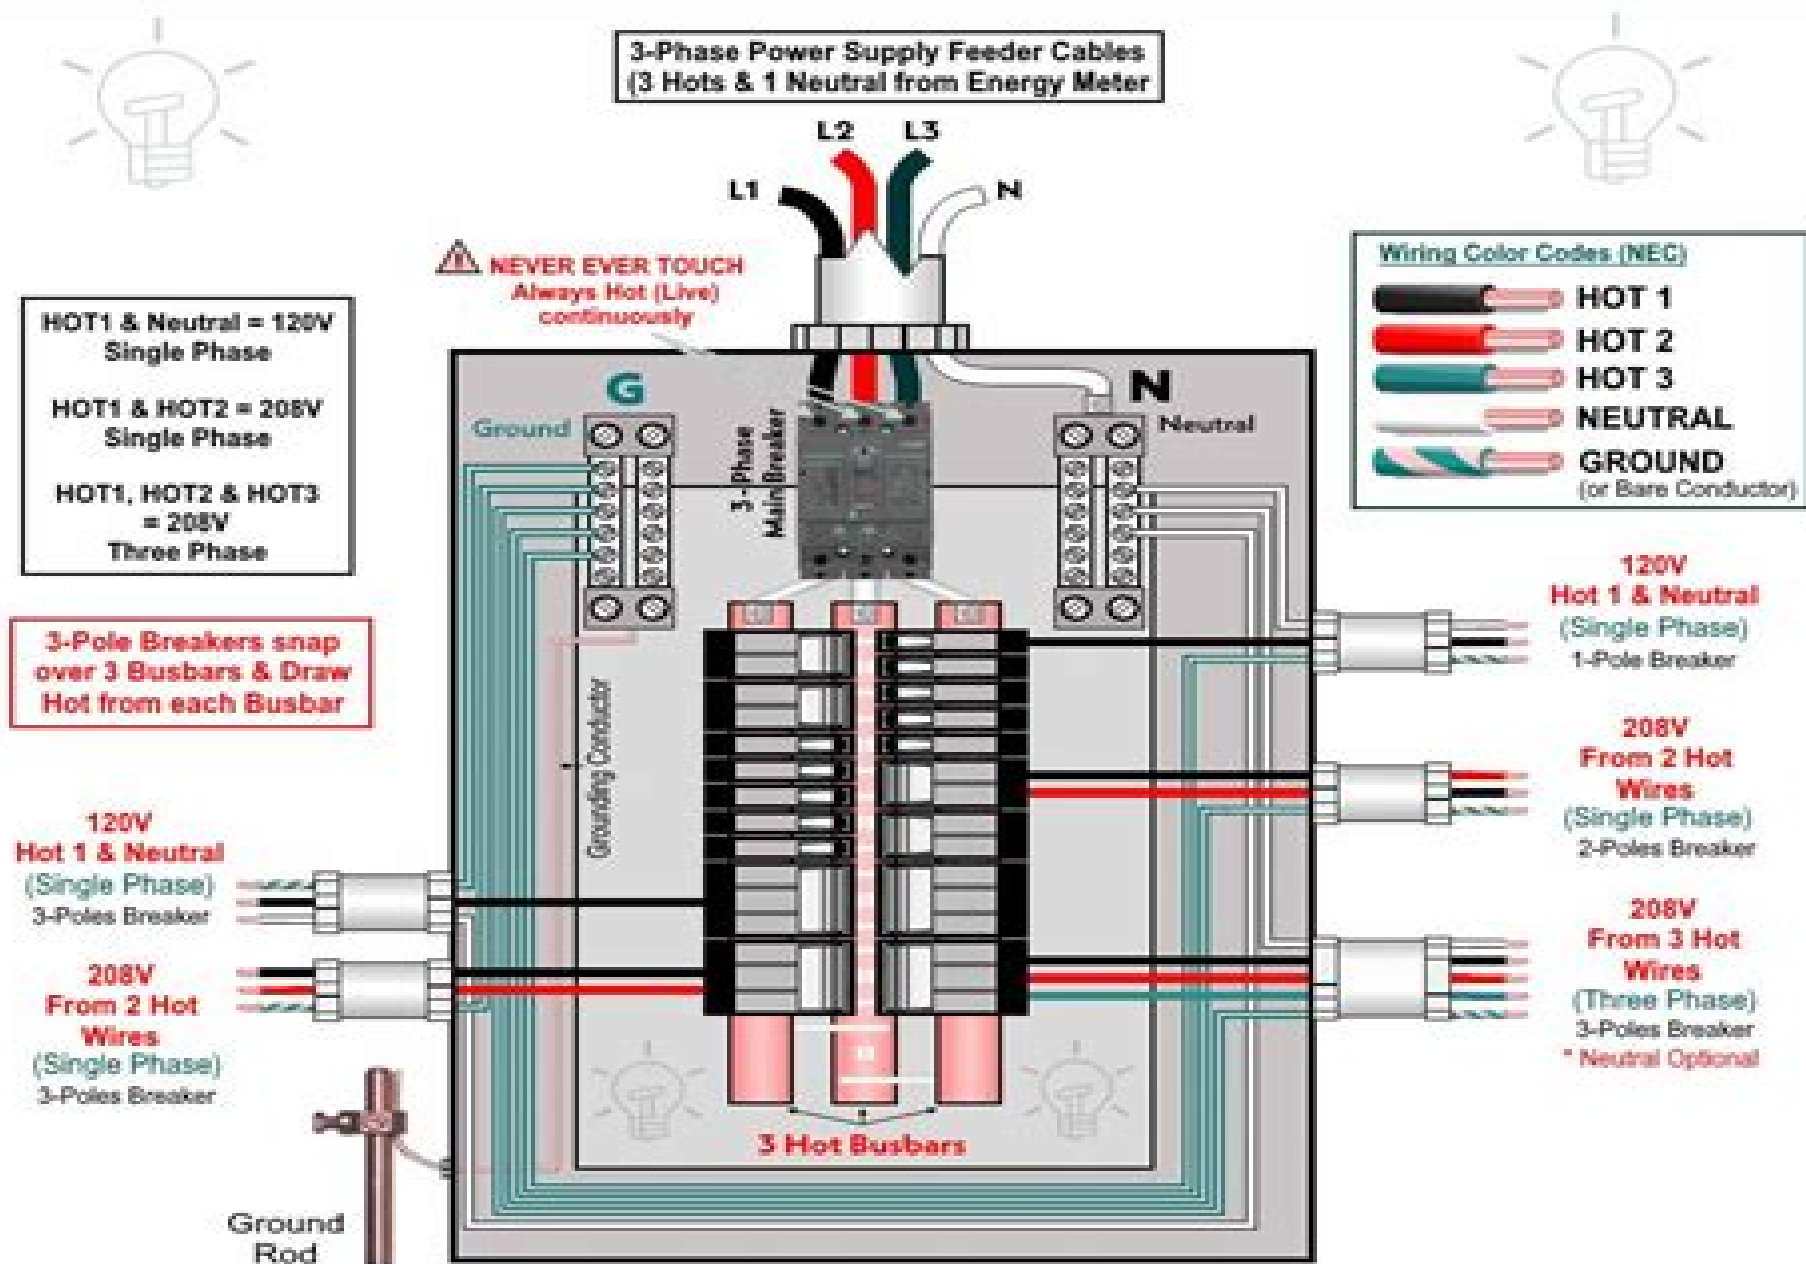 3-Phase Power Supply Feeder Cables
(3 Hots & 1 Neutral from Energy Meter
L2
L3
L1
N
NEVER EVER TOUCH
Always Hot (Live)
continuously
Wiring Color Codes (NEC)
HOT 1
HOT 2
HOT 3
NEUTRAL
GROUND
(or Bare Conductor)
HOT1 & Neutral = 120V
Single Phase
HOT1 & HOT2 = 208V
Single Phase
HOT1, HOT2 & HOT3
= 208V
Three Phase
3-Pole Breakers snap
over 3 Busbars & Draw
Hot from each Busbar
G
Ground
3-Phase
Main Breaker
N
Neutral
Grounding Conductor
120V
Hot 1 & Neutral
(Single Phase)
3-Poles Breaker
208V
From 2 Hot
Wires
(Single Phase)
3-Poles Breaker
120V
Hot 1 & Neutral
(Single Phase)
1-Pole Breaker
208V
From 2 Hot
Wires
(Single Phase)
2-Poles Breaker
208V
From 3 Hot
Wires
(Three Phase)
3-Poles Breaker
* Neutral Optional
3 Hot Busbars
Ground
Rod